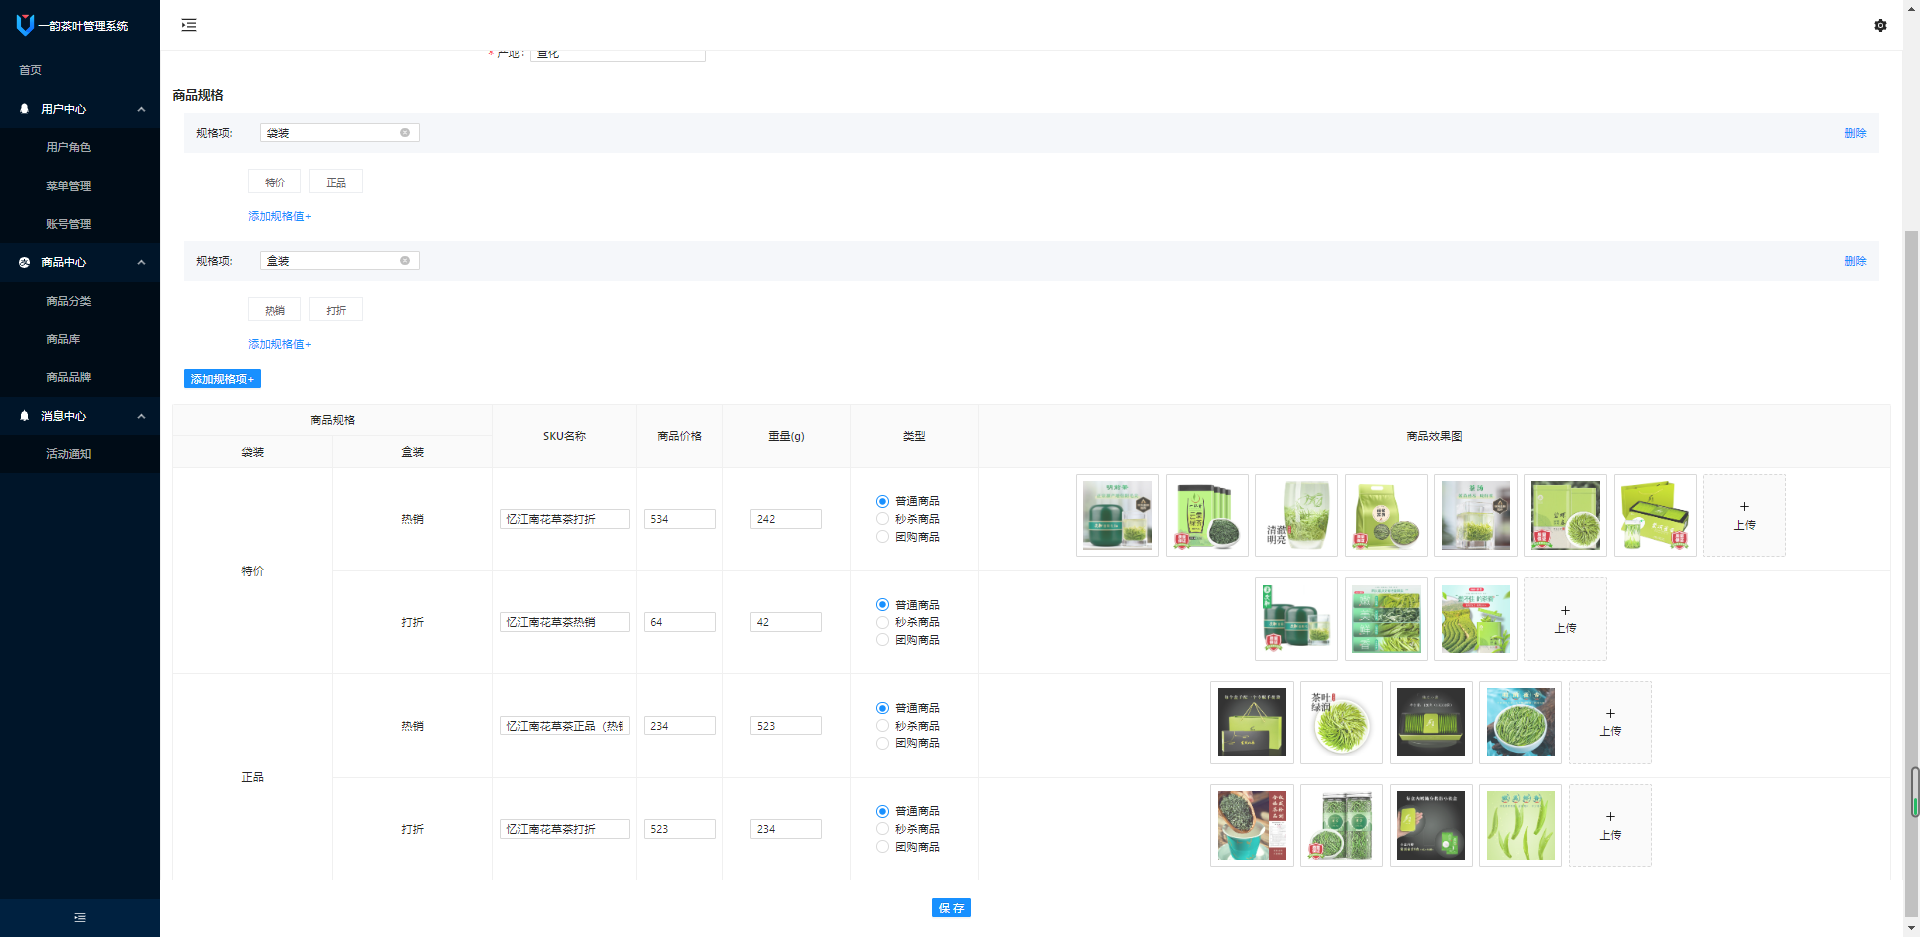 一韵茶叶管理系统
首页
用户中心
用户角色
菜单管理
账号管理
商品中心
商品分类
商品库
商品品牌
消息中心
活动通知
* 产地:
商品规格
规格项: 袋装 删除
特价 正品
添加规格值+
规格项: 盒装 删除
热销 打折
添加规格值+
添加规格项+
商品规格 SKU名称 商品价格 重量(g) 类型 商品效果图
袋装 盒装
特价
热销 忆江南花草茶打折 534 242
普通商品
秒杀商品
团购商品
清澈
明亮
茶汤
上传
打折 忆江南花草茶热销 64 42
普通商品
秒杀商品
团购商品
上传
正品
热销 忆江南花草茶正品（热销 234 523
普通商品
秒杀商品
团购商品
茶叶
绿润
上传
打折 忆江南花草茶打折 523 234
普通商品
秒杀商品
团购商品
上传
保 存